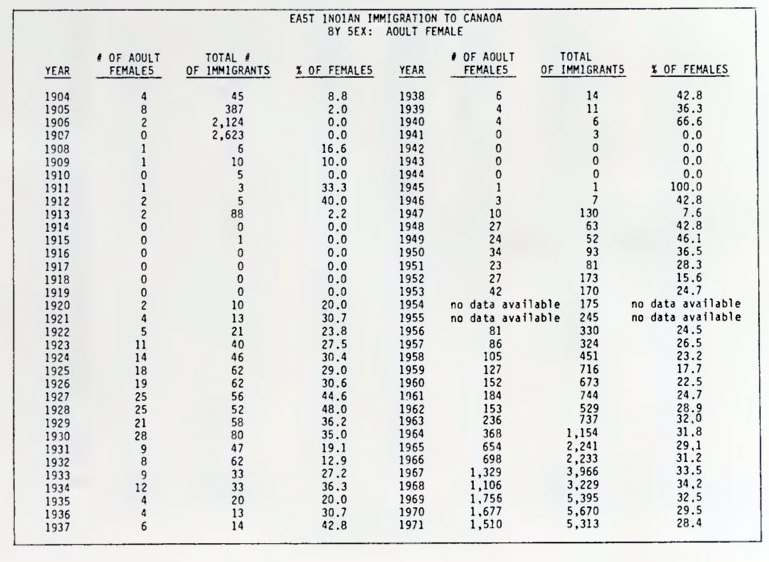 EAST INDIAN IMMIGRATION TO CANADA
BY SEX: ADULT FEMALE
# OF ADULT TOTAL # # OF ADULT TOTAL
YEAR FEMALES OF IMMIGRANTS % OF FEMALES YEAR FEMALES OF IMMIGRANTS % OF FEMALES
1904 4 45 8.8 1938 6 14 42.8
1905 8 387 2.0 1939 4 11 36.3
1906 2 2,124 0.0 1940 4 6 66.6
1907 0 2,623 0.0 1941 0 3 0.0
1908 1 6 16.6 1942 0 0 0.0
1909 1 10 10.0 1943 0 0 0.0
1910 0 5 0.0 1944 0 0 0.0
1911 1 3 33.3 1945 1 1 100.0
1912 2 5 40.0 1946 3 7 42.8
1913 2 88 2.2 1947 10 130 7.6
1914 0 0 0.0 1948 27 63 42.8
1915 0 1 0.0 1949 24 52 46.1
1916 0 0 0.0 1950 34 93 36.5
1917 0 0 0.0 1951 23 81 28.3
1918 0 0 0.0 1952 27 173 15.6
1919 0 0 0.0 1953 42 170 24.7
1920 2 10 20.0 1954 no data available 175 no data available
1921 4 13 30.7 1955 no data available 245 no data available
1922 5 21 23.8 1956 81 330 24.5
1923 11 40 27.5 1957 86 324 26.5
1924 14 46 30.4 1958 105 451 23.2
1925 18 62 29.0 1959 127 716 17.7
1926 19 62 30.6 1960 152 673 22.5
1927 25 56 44.6 1961 184 744 24.7
1928 25 52 48.0 1962 153 529 28.9
1929 21 58 36.2 1963 236 737 32.0
1930 28 80 35.0 1964 368 1,154 31.8
1931 9 47 19.1 1965 654 2,241 29.1
1932 8 62 12.9 1966 698 2,233 31.2
1933 9 33 27.2 1967 1,329 3,966 33.5
1934 12 33 36.3 1968 1,106 3,229 34.2
1935 4 20 20.0 1969 1,756 5,395 32.5
1936 4 13 30.7 1970 1,677 5,670 29.5
1937 6 14 42.8 1971 1,510 5,313 28.4